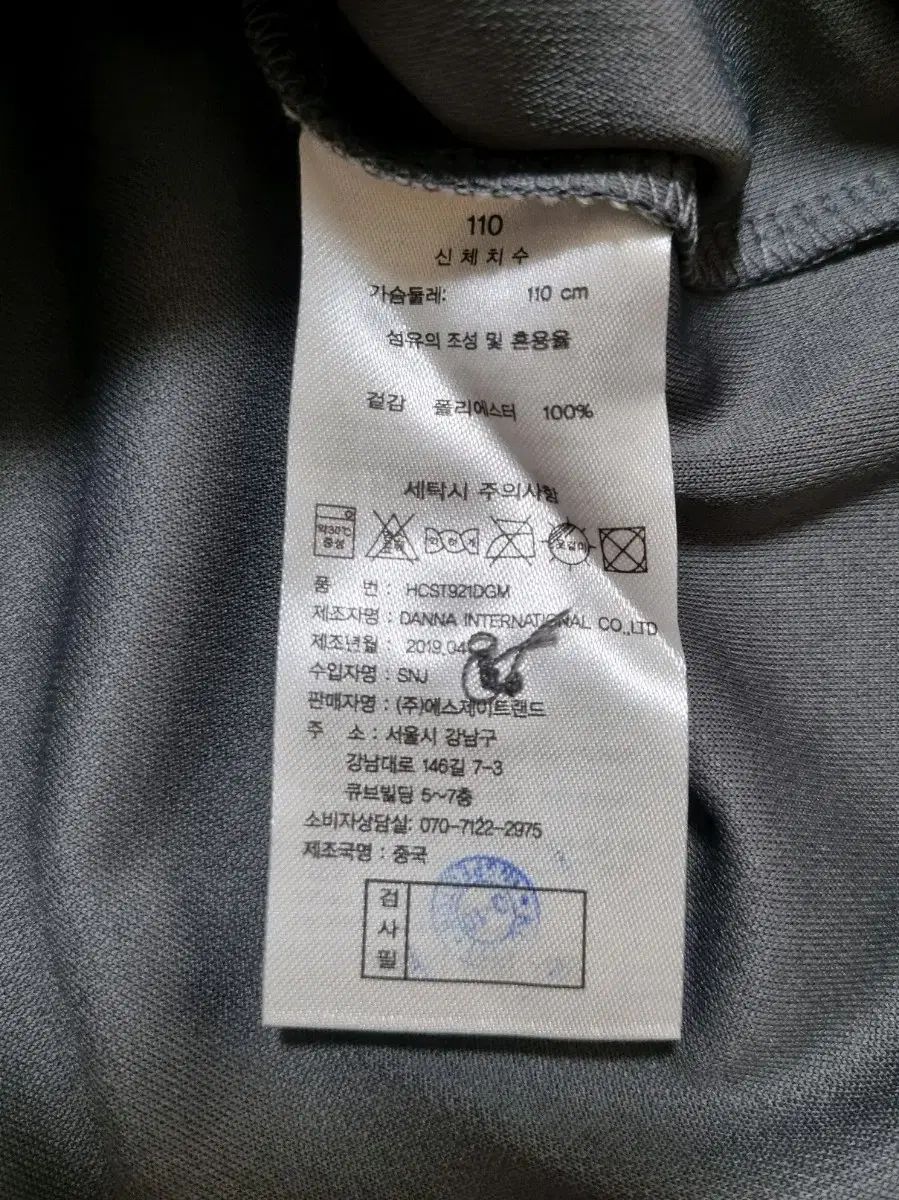 110
신체치수
가슴둘레: 110 cm
섬유의 조성 및 혼용율
겉감 폴리에스터 100%
세탁시 주의사항
약30℃
중성
품 번 : HCST921DGM
제조자명 : DANNA INTERNATIONAL CO.,LTD
제조년월 : 2019.04
수입자명 : SNJ
판매자명 : (주)에스제이트랜드
주 소 : 서울시 강남구
강남대로 146길 7-3
큐브빌딩 5~7층
소비자상담실: 070-7122-2975
제조국명 : 중국
검사필